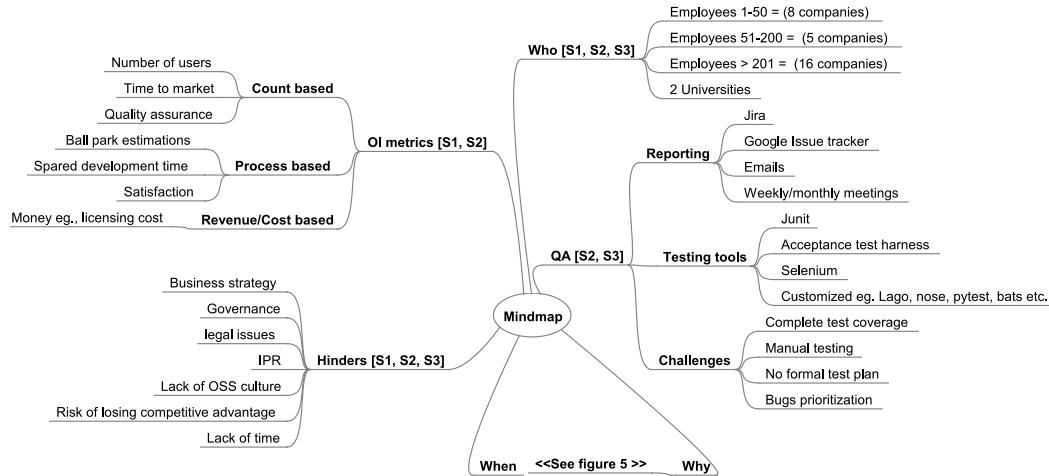 Mindmap
Who [S1, S2, S3]
Employees 1-50 = (8 companies)
Employees 51-200 =  (5 companies)
Employees > 201 =  (16 companies)
2 Universities
QA [S2, S3]
Reporting
Jira
Google Issue tracker
Emails
Weekly/monthly meetings
Testing tools
Junit
Acceptance test harness
Selenium
Customized eg. Lago, nose, pytest, bats etc.
Challenges
Complete test coverage
Manual testing
No formal test plan
Bugs prioritization
OI metrics [S1, S2]
Count based
Number of users
Time to market
Quality assurance
Process based
Ball park estimations
Spared development time
Satisfaction
Revenue/Cost based
Money eg., licensing cost
Hinders [S1, S2, S3]
Business strategy
Governance
legal issues
IPR
Lack of OSS culture
Risk of losing competitive advantage
Lack of time
When
<<See figure 5 >>
Why